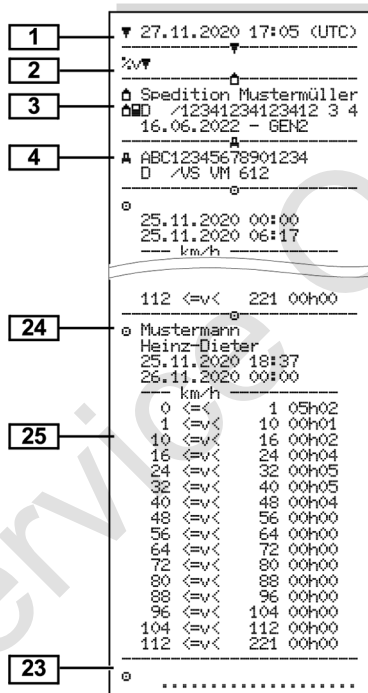 1
▼ 27.11.2020 17:05 (UTC)
2
%v▼
3
Spedition Mustermüller
D /12341234123412 3 4
16.06.2022 - GEN2
4
A ABC12345678901234
D /VS VM 612
25.11.2020 00:00
25.11.2020 06:17
--- km/h ---
112 <=v< 221 00h00
24
Mustermann
Heinz-Dieter
25.11.2020 18:37
26.11.2020 00:00
--- km/h ---
0 <=< 1 05h02
1 <=v< 10 00h01
10 <=v< 16 00h02
25
16 <=v< 24 00h04
24 <=v< 32 00h05
32 <=v< 40 00h05
40 <=v< 48 00h04
48 <=v< 56 00h00
56 <=v< 64 00h00
64 <=v< 72 00h00
72 <=v< 80 00h00
80 <=v< 88 00h00
88 <=v< 96 00h00
96 <=v< 104 00h00
104 <=v< 112 00h00
112 <=v< 221 00h00
23
ervice